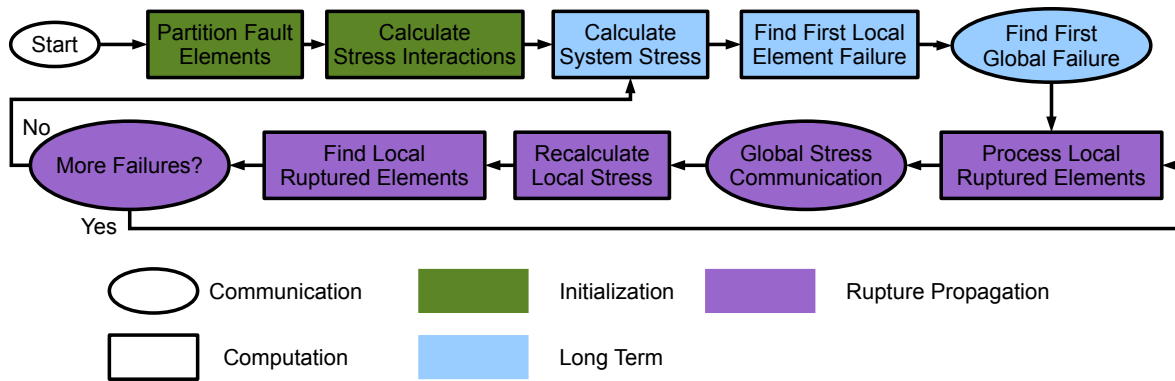 Start
Partition Fault
Elements
Calculate
Stress Interactions
Calculate
System Stress
Find First Local
Element Failure
Find First
Global Failure
No
More Failures?
Find Local
Ruptured Elements
Recalculate
Local Stress
Global Stress
Communication
Process Local
Ruptured Elements
Yes
Communication
Initialization
Rupture Propagation
Computation
Long Term